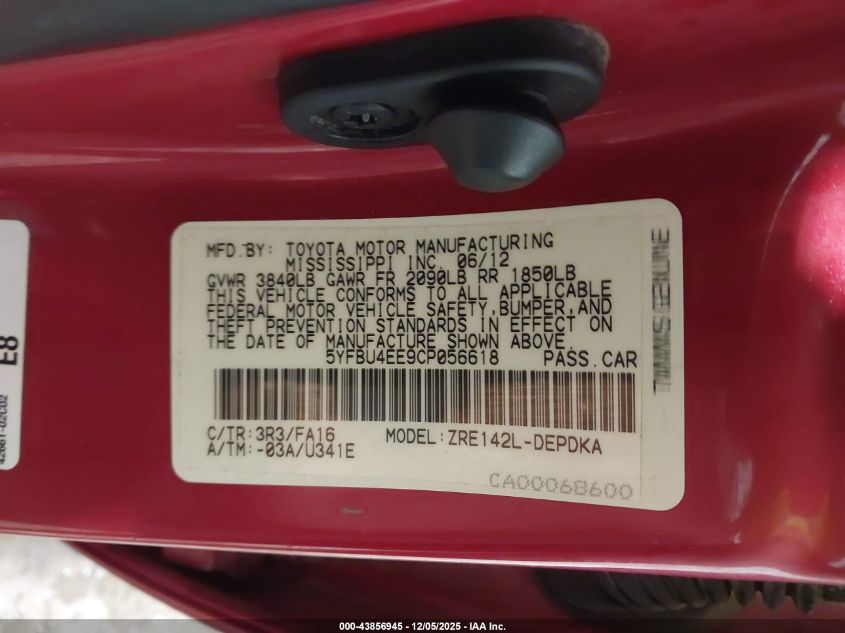 MFD.BY: TOYOTA MOTOR MANUFACTURING
MISSISSIPPI INC. 06/12
GVWR 3840LB GAWR FR 2090LB RR 1850LB
THIS VEHICLE CONFORMS TO ALL APPLICABLE
FEDERAL MOTOR VEHICLE SAFETY,BUMPER,AND
THEFT PREVENTION STANDARDS IN EFFECT ON
THE DATE OF MANUFACTURE SHOWN ABOVE.
5YFBU4EE9CP056618 PASS.CAR
C/TR:3R3/FA16 MODEL:ZRE142L-DEPDKA
A/TM:-03A/U341E
CA00068600
E8
42661-02C02
000-43856945 - 12/05/2025 - IAA Inc.